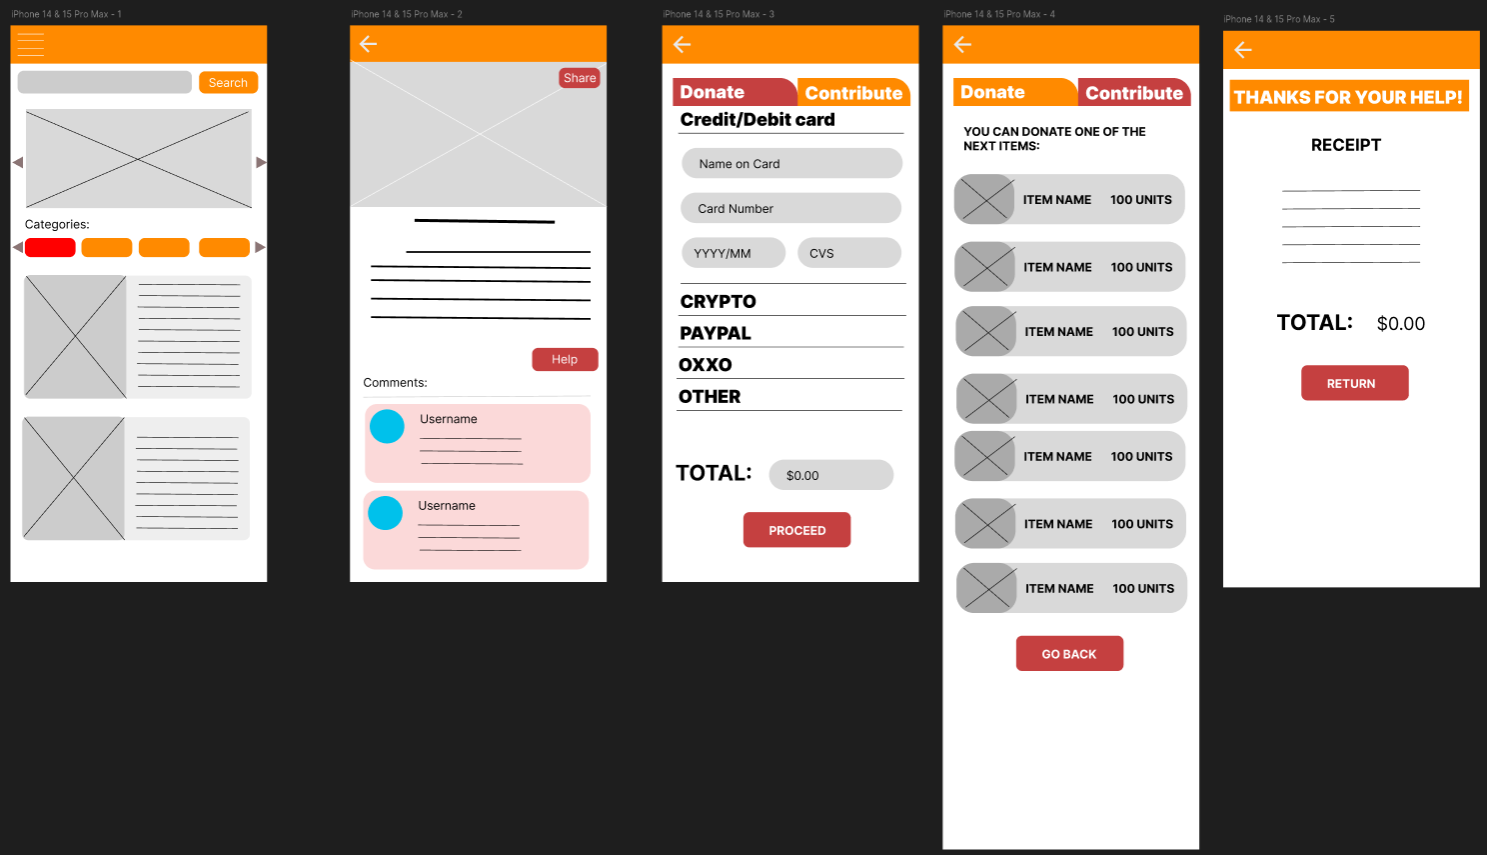 iPhone 14 & 15 Pro Max - 1
Search
Categories:
iPhone 14 & 15 Pro Max - 2
Share
Help
Comments:
Username
Username
iPhone 14 & 15 Pro Max - 3
Donate
Contribute
Credit/Debit card
Name on Card
Card Number
YYYY/MM
CVS
CRYPTO
PAYPAL
OXXO
OTHER
TOTAL:
$0.00
PROCEED
iPhone 14 & 15 Pro Max - 4
Donate
Contribute
YOU CAN DONATE ONE OF THE
NEXT ITEMS:
ITEM NAME 100 UNITS
ITEM NAME 100 UNITS
ITEM NAME 100 UNITS
ITEM NAME 100 UNITS
ITEM NAME 100 UNITS
ITEM NAME 100 UNITS
ITEM NAME 100 UNITS
GO BACK
iPhone 14 & 15 Pro Max - 5
THANKS FOR YOUR HELP!
RECEIPT
TOTAL: $0.00
RETURN